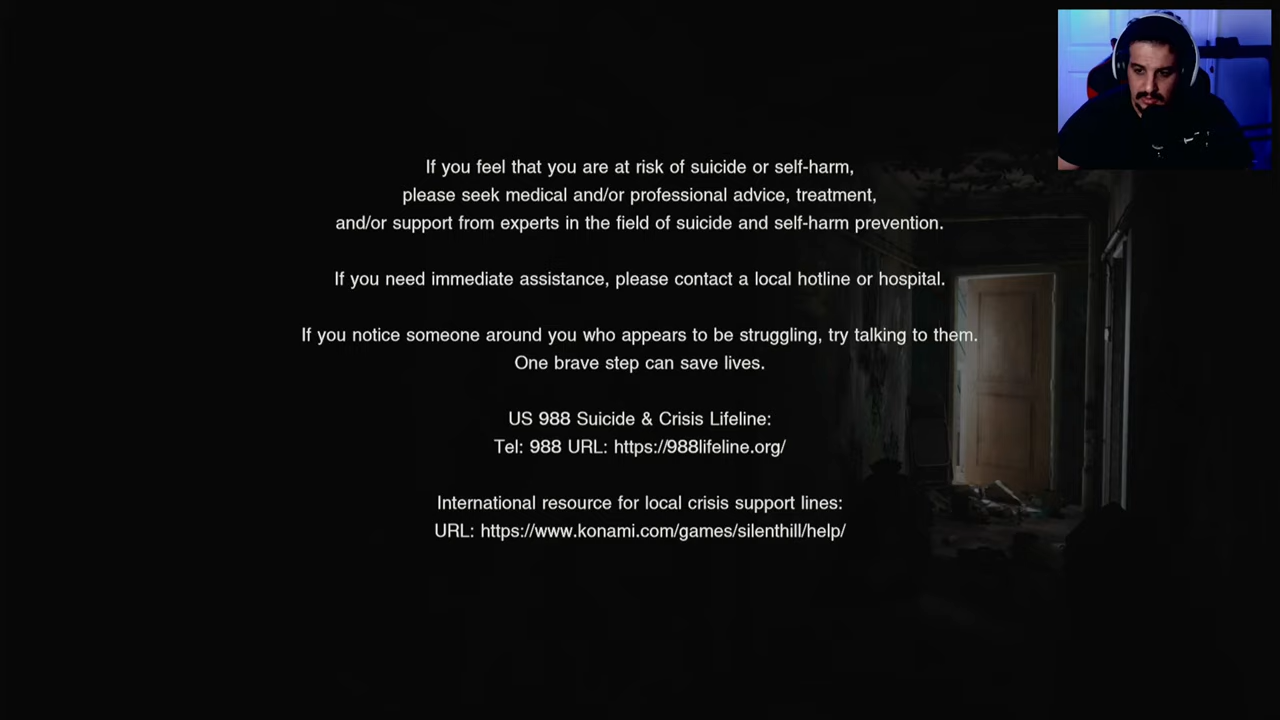 If you feel that you are at risk of suicide or self-harm,
please seek medical and/or professional advice, treatment,
and/or support from experts in the field of suicide and self-harm prevention.
If you need immediate assistance, please contact a local hotline or hospital.
If you notice someone around you who appears to be struggling, try talking to them.
One brave step can save lives.
US 988 Suicide & Crisis Lifeline:
Tel: 988 URL: https://988lifeline.org/
International resource for local crisis support lines:
URL: https://www.konami.com/games/silenthill/help/